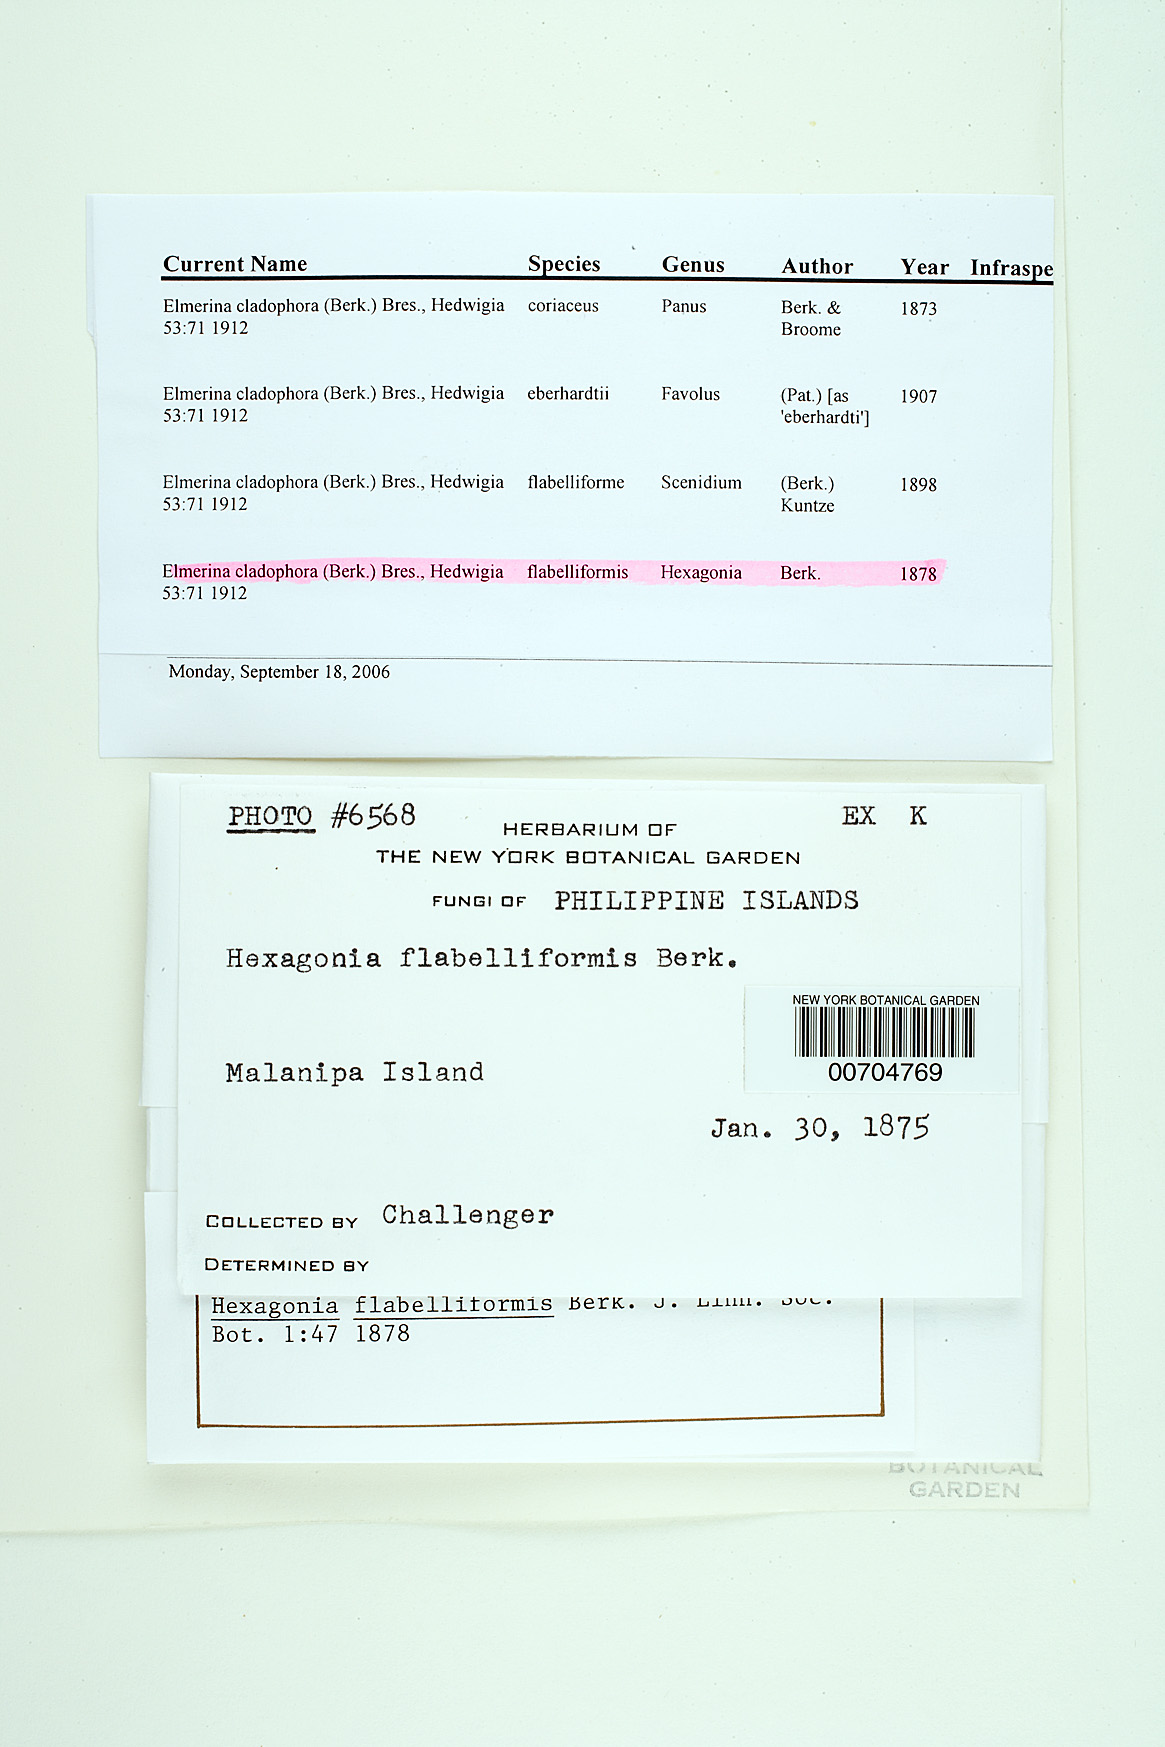 Current Name Species Genus Author Year Infraspe
Elmerina cladophora (Berk.) Bres., Hedwigia coriaceus Panus Berk. & 1873
53:71 1912 Broome
Elmerina cladophora (Berk.) Bres., Hedwigia eberhardtii Favolus (Pat.) [as 1907
53:71 1912 'eberhardti']
Elmerina cladophora (Berk.) Bres., Hedwigia flabelliforme Scenidium (Berk.) 1898
53:71 1912 Kuntze
Elmerina cladophora (Berk.) Bres., Hedwigia flabelliformis Hexagonia Berk. 1878
53:71 1912
Monday, September 18, 2006
PHOTO #6568 EX K
HERBARIUM OF
THE NEW YORK BOTANICAL GARDEN
FUNGI OF PHILIPPINE ISLANDS
Hexagonia flabelliformis Berk.
NEW YORK BOTANICAL GARDEN
00704769
Malanipa Island
Jan. 30, 1875
COLLECTED BY Challenger
DETERMINED BY
Hexagonia flabelliformis Berk. J. Linn. Soc.
Bot. 1:47 1878
BOTANICAL
GARDEN